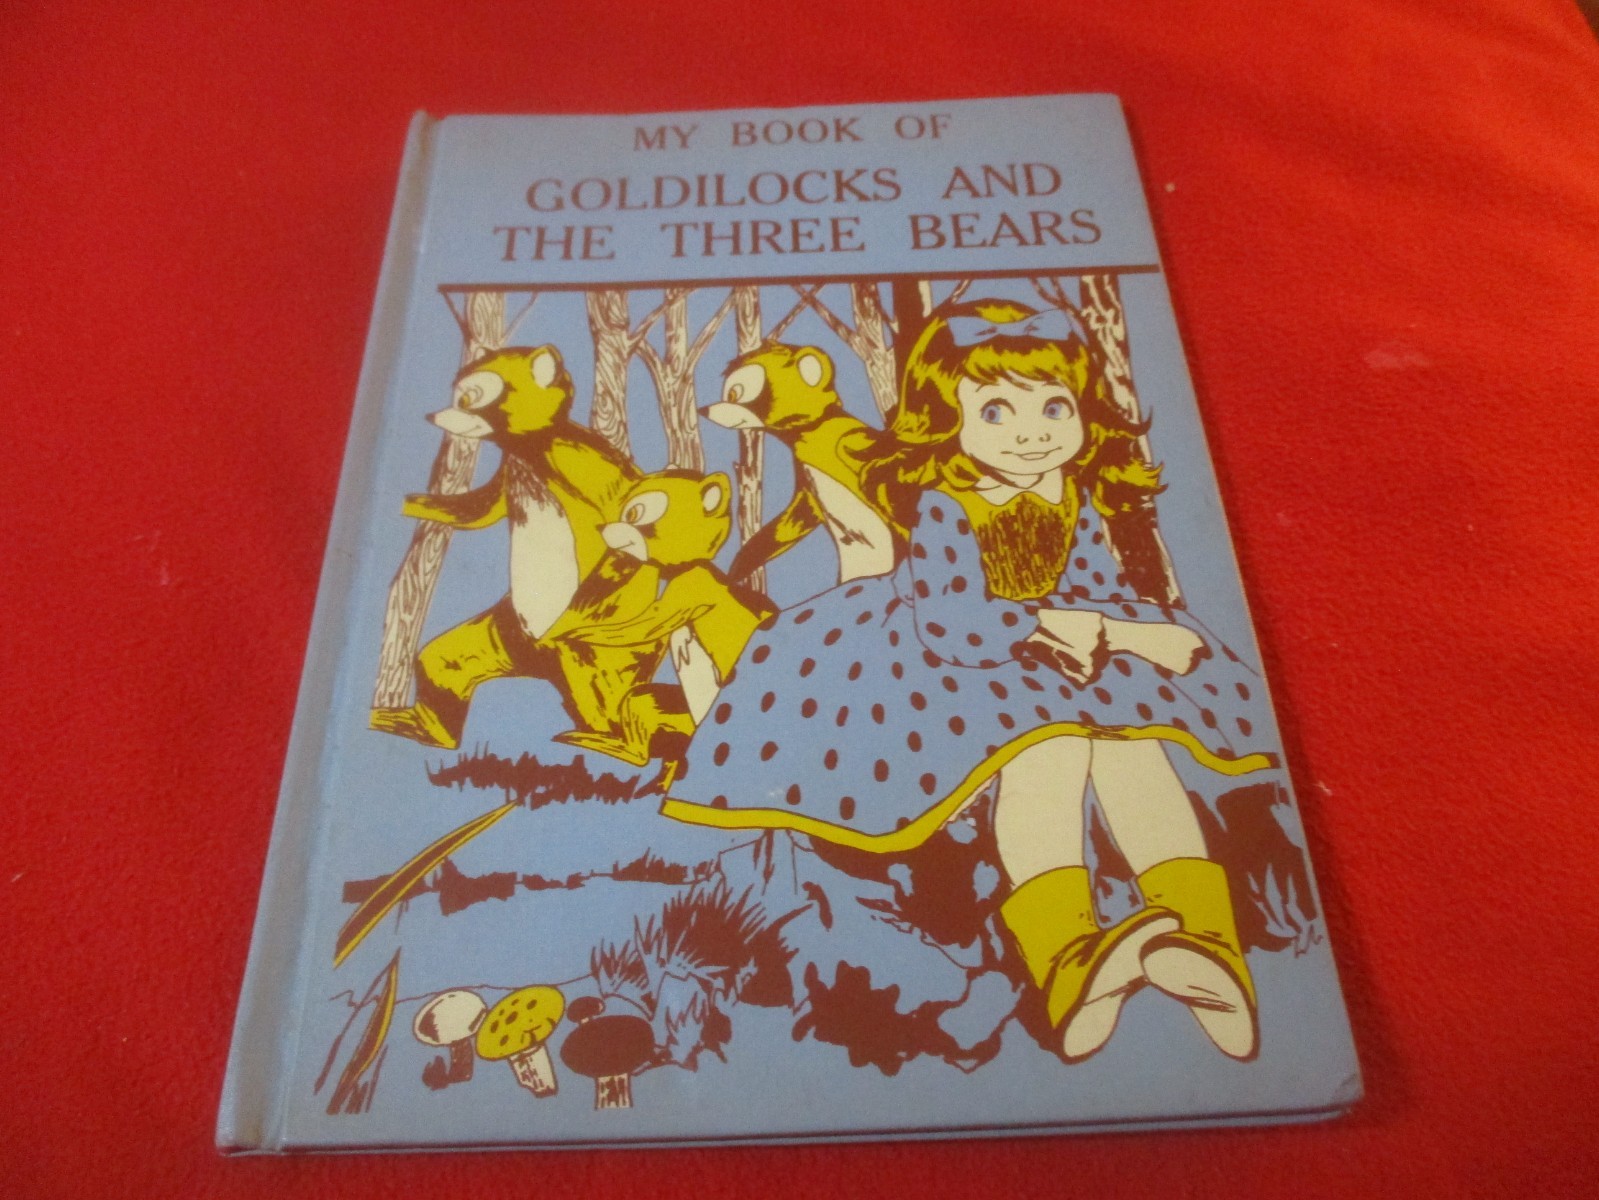 MY BOOK OF
GOLDILOCKS AND
THE THREE BEARS